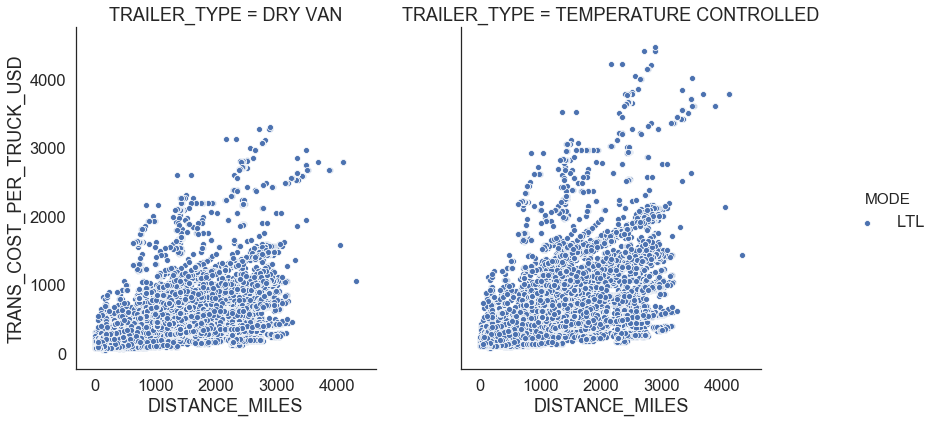 TRAILER_TYPE = DRY VAN
TRAILER_TYPE = TEMPERATURE CONTROLLED
TRANS_COST_PER_TRUCK_USD
4000
3000
2000
1000
0
0 1000 2000 3000 4000
DISTANCE_MILES
0 1000 2000 3000 4000
DISTANCE_MILES
MODE
LTL